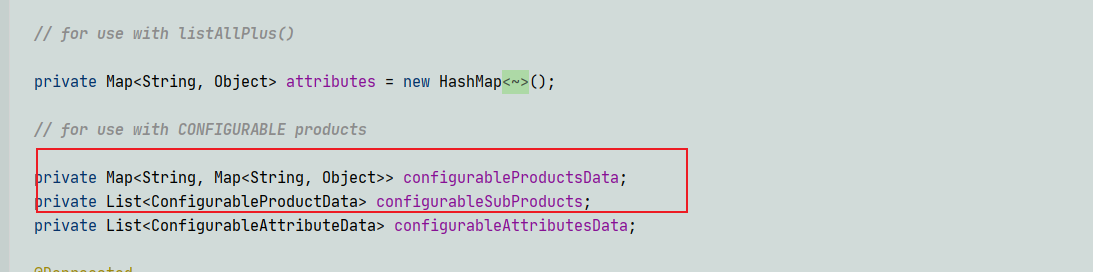 // for use with listAllPlus()
private Map<String, Object> attributes = new HashMap<~>();
// for use with CONFIGURABLE products
private Map<String, Map<String, Object>> configurableProductsData;
private List<ConfigurableProductData> configurableSubProducts;
private List<ConfigurableAttributeData> configurableAttributesData;